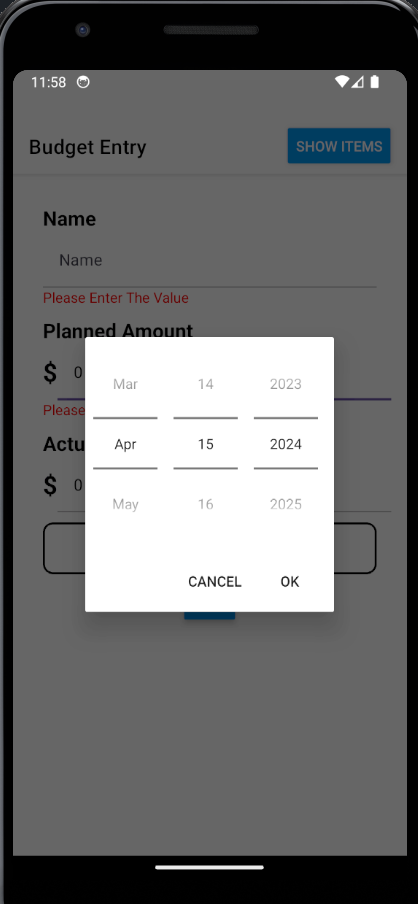 11:58
Budget Entry SHOW ITEMS
Name
Name
Please Enter The Value
Planned Amount
$ 0
Please
$ 0
Mar 14 2023
Apr 15 2024
May 16 2025
CANCEL OK